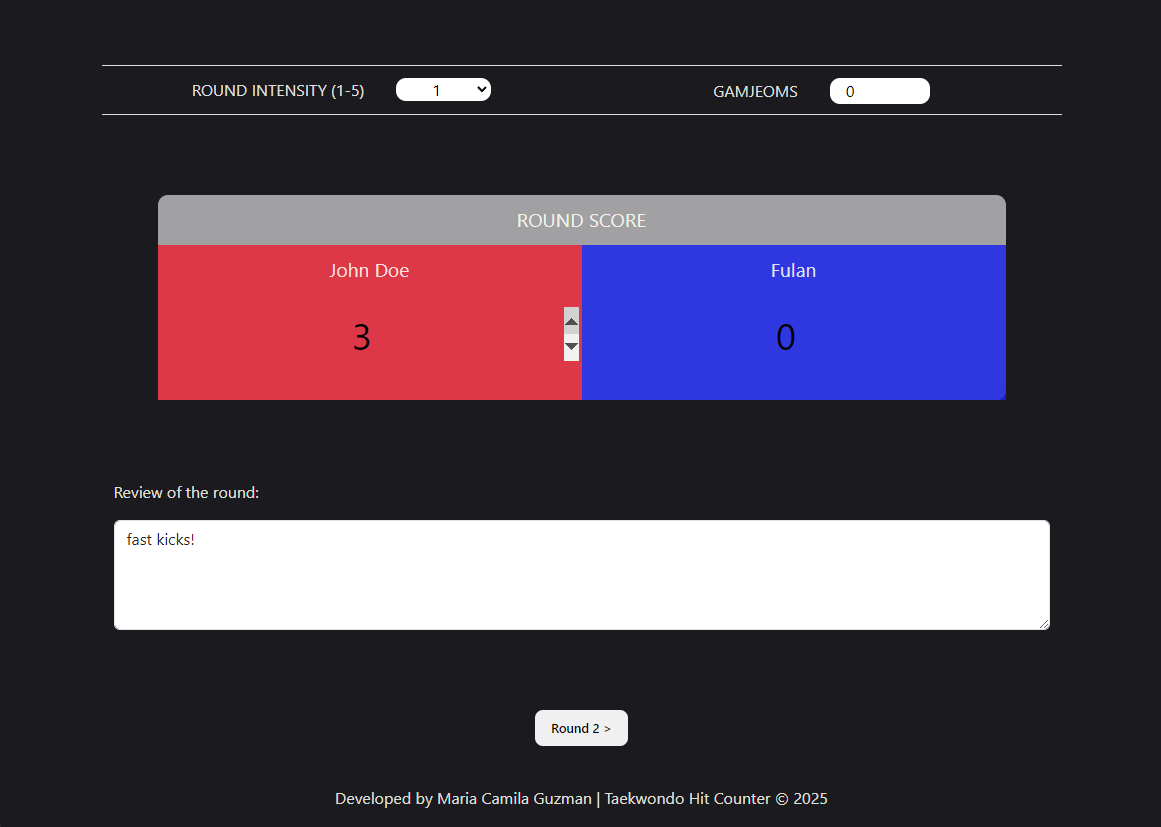 ROUND INTENSITY (1-5) 1 GAMJEOMS 0
ROUND SCORE
John Doe Fulan
3 0
Review of the round:
fast kicks!
Round 2 >
Developed by Maria Camila Guzman | Taekwondo Hit Counter © 2025